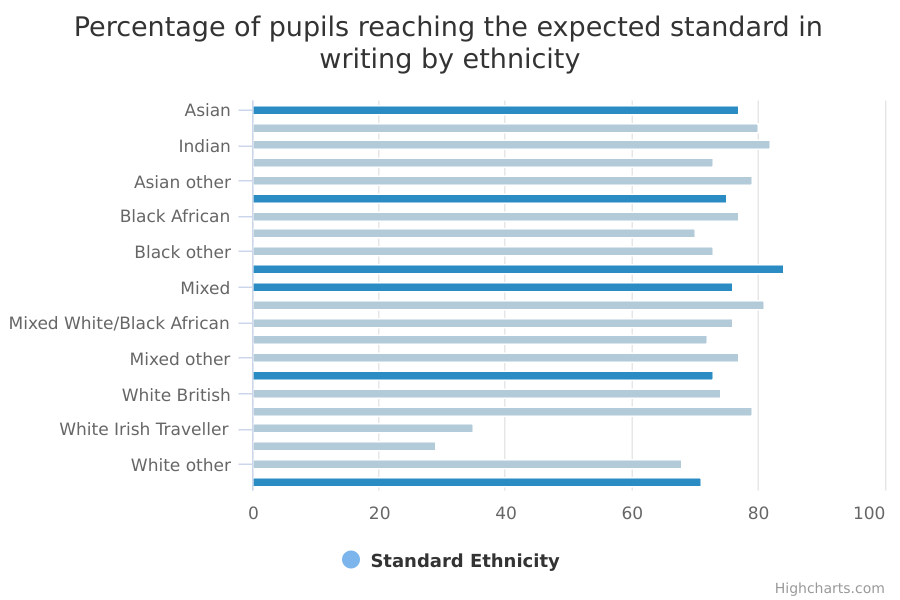 Percentage of pupils reaching the expected standard in
writing by ethnicity
Asian
Indian
Asian other
Black African
Black other
Mixed
Mixed White/Black African
Mixed other
White British
White Irish Traveller
White other
0 20 40 60 80 100
Standard Ethnicity
Highcharts.com